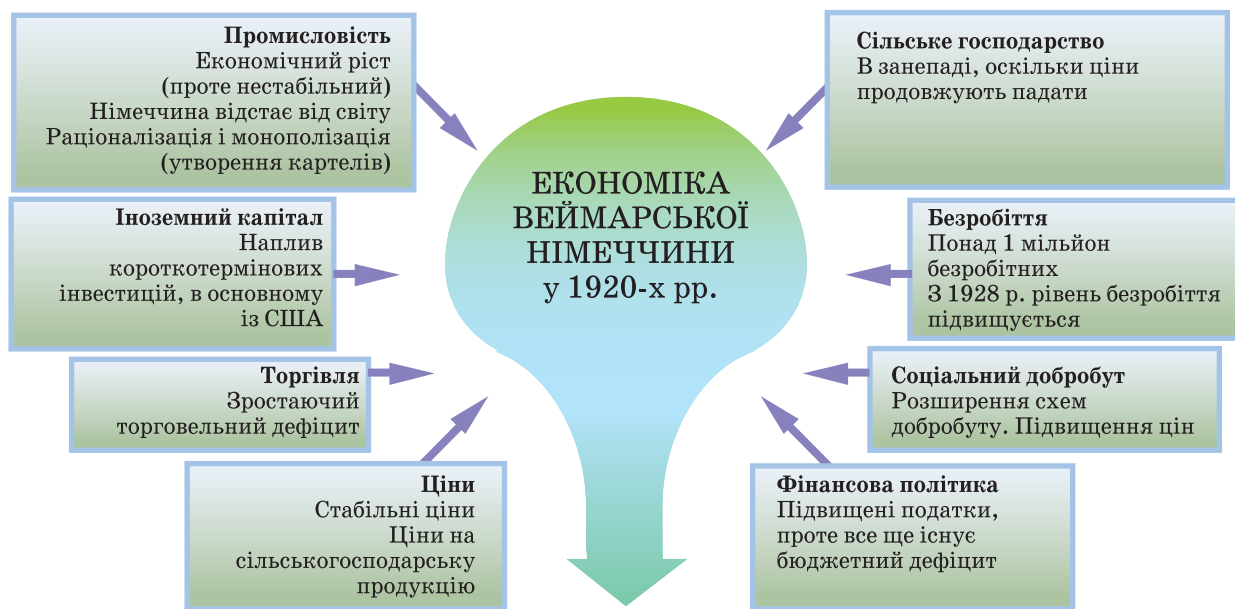 Промисловість
Економічний ріст
(проте нестабільний)
Німеччина відстає від світу
Раціоналізація і монополізація
(утворення картелів)
Іноземний капітал
Наплив
короткотермінових
інвестицій, в основному
із США
Торгівля
Зростаючий
торговельний дефіцит
Ціни
Стабільні ціни
Ціни на
сільськогосподарську
продукцію
ЕКОНОМІКА
ВЕЙМАРСЬКОЇ
НІМЕЧЧИНИ
у 1920-х рр.
Сільське господарство
В занепаді, оскільки ціни
продовжують падати
Безробіття
Понад 1 мільйон
безробітних
З 1928 р. рівень безробіття
підвищується
Соціальний добробут
Розширення схем
добробуту. Підвищення цін
Фінансова політика
Підвищені податки,
проте все ще існує
бюджетний дефіцит